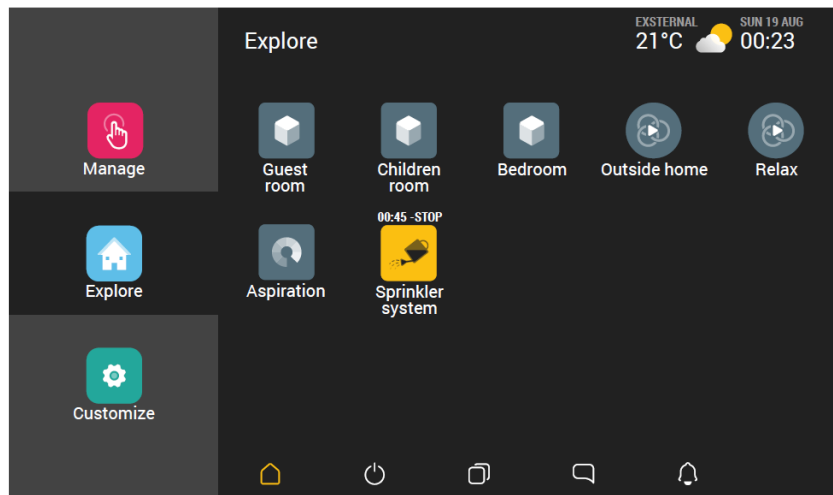 Explore
EXSTERNAL
21°C
SUN 19 AUG
00:23
Manage
Explore
Customize
Guest
room
Children
room
Bedroom
Outside home
Relax
Aspiration
00:45 -STOP
Sprinkler
system